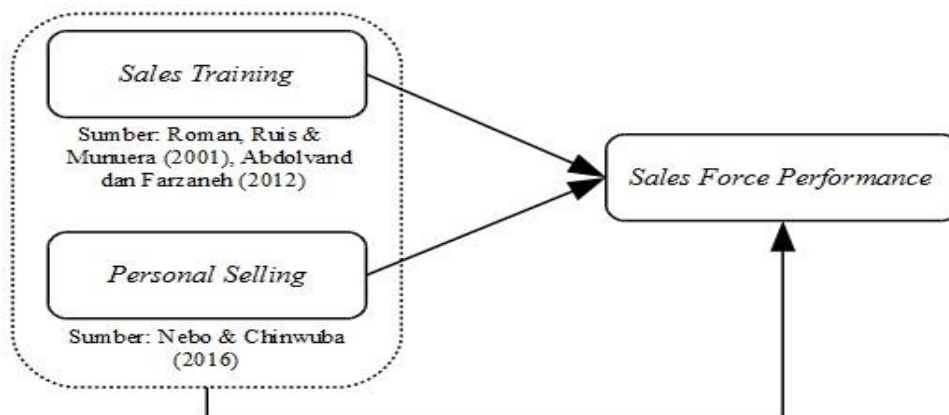 Sales Training
Sumber: Roman, Ruis &
Munuera (2001), Abdolvand
dan Farzaneh (2012)
Sales Force Performance
Personal Selling
Sumber: Nebo & Chinwuba
(2016)